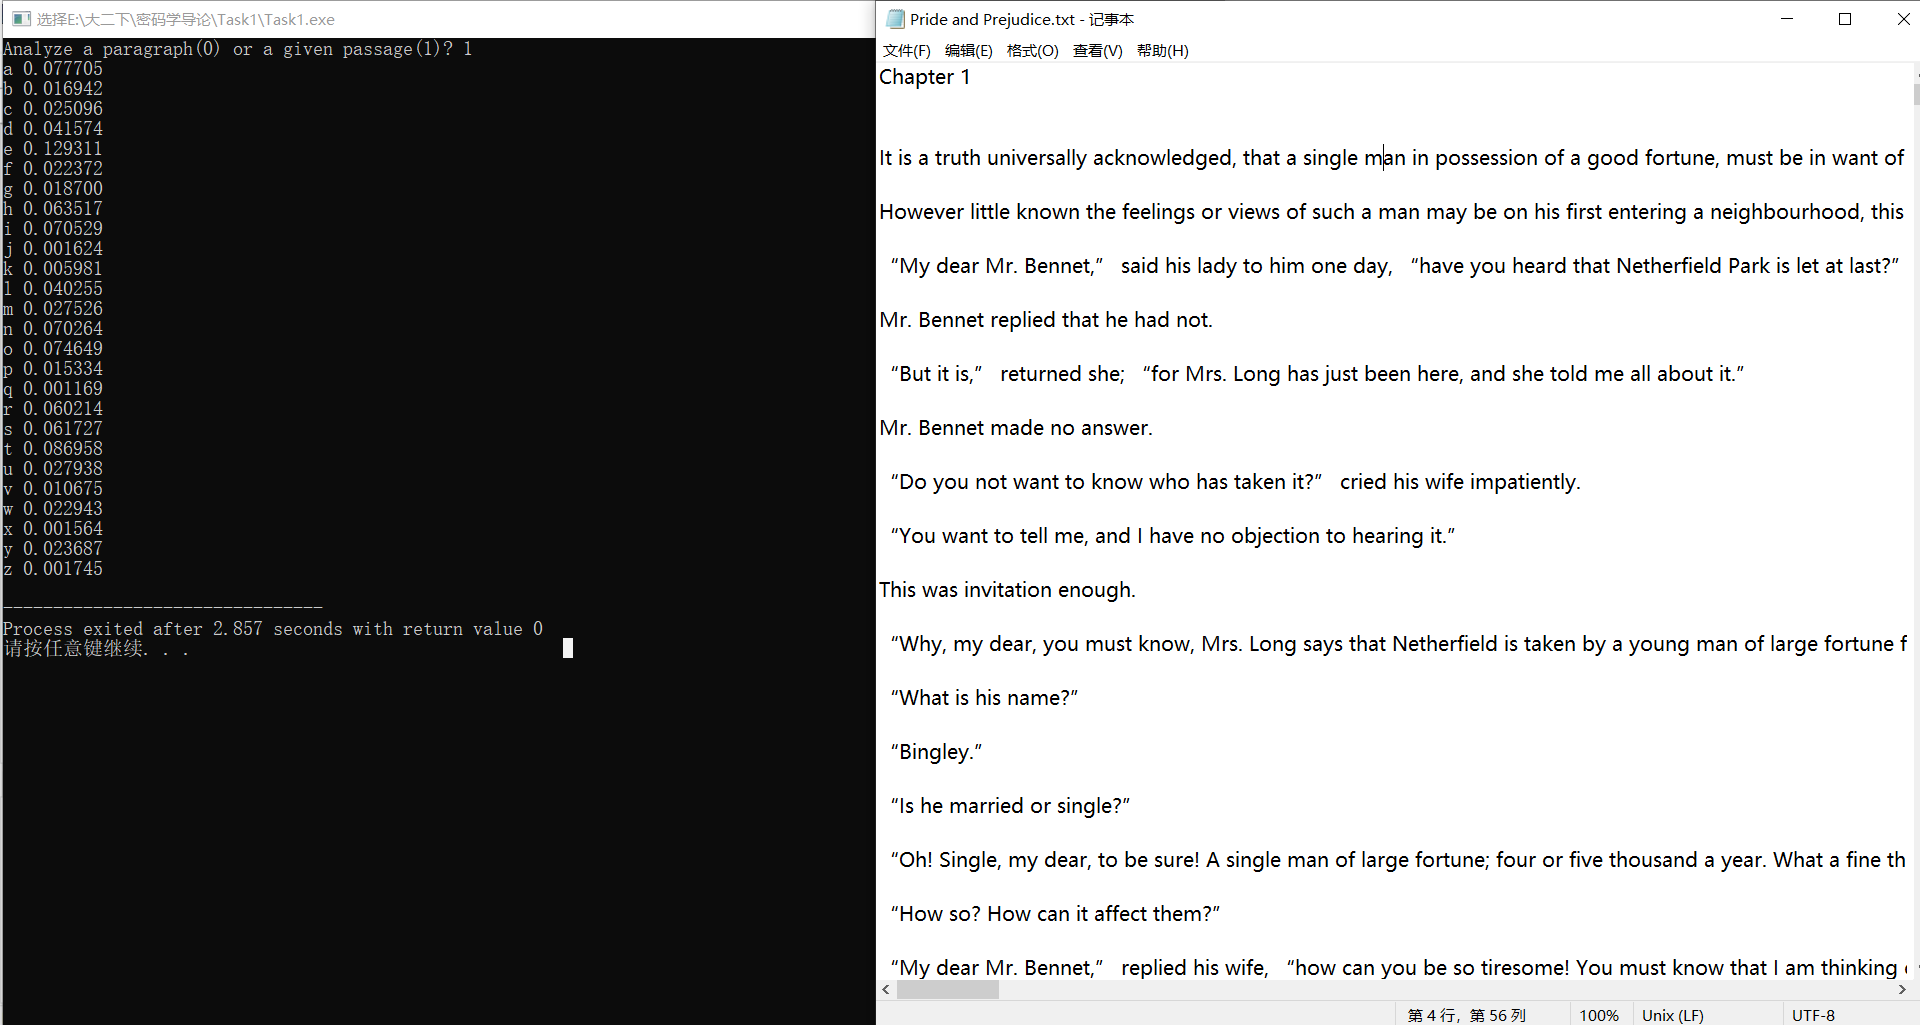 选择E:\大二下\密码学导论\Task1\Task1.exe
Analyze a paragraph(0) or a given passage(1)? 1
a 0.077705
b 0.016942
c 0.025096
d 0.041574
e 0.129311
f 0.022372
g 0.018700
h 0.063517
i 0.070529
j 0.001624
k 0.005981
l 0.040255
m 0.027526
n 0.070264
o 0.074649
p 0.015334
q 0.001169
r 0.060214
s 0.061727
t 0.086958
u 0.027938
v 0.010675
w 0.022943
x 0.001564
y 0.023687
z 0.001745
--------------------------------
Process exited after 2.857 seconds with return value 0
请按任意键继续. . .
Pride and Prejudice.txt - 记事本
文件(F) 编辑(E) 格式(O) 查看(V) 帮助(H)
Chapter 1
It is a truth universally acknowledged, that a single man in possession of a good fortune, must be in want of
However little known the feelings or views of such a man may be on his first entering a neighbourhood, this
“My dear Mr. Bennet,” said his lady to him one day, “have you heard that Netherfield Park is let at last?”
Mr. Bennet replied that he had not.
“But it is,” returned she; “for Mrs. Long has just been here, and she told me all about it.”
Mr. Bennet made no answer.
“Do you not want to know who has taken it?” cried his wife impatiently.
“You want to tell me, and I have no objection to hearing it.”
This was invitation enough.
“Why, my dear, you must know, Mrs. Long says that Netherfield is taken by a young man of large fortune f
“What is his name?”
“Bingley.”
“Is he married or single?”
“Oh! Single, my dear, to be sure! A single man of large fortune; four or five thousand a year. What a fine th
“How so? How can it affect them?”
“My dear Mr. Bennet,” replied his wife, “how can you be so tiresome! You must know that I am thinking
第 4 行，第 56 列
100%
Unix (LF)
UTF-8